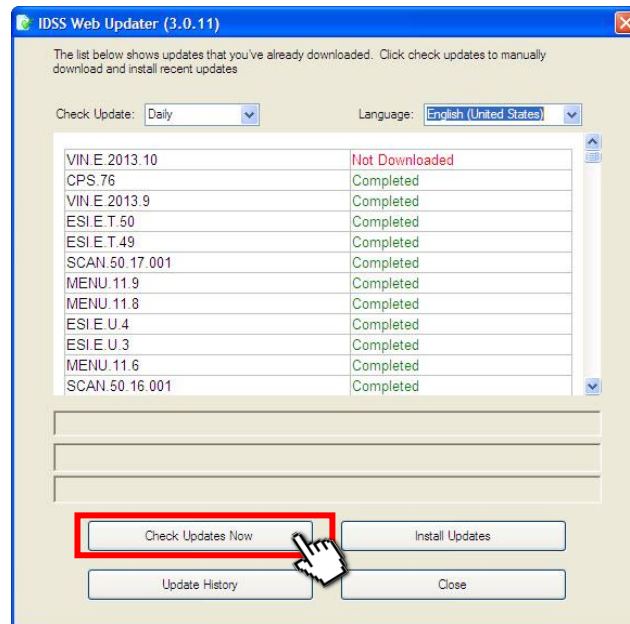 IDSS Web Updater (3.0.11)
The list below shows updates that you've already downloaded. Click check updates to manually
download and install recent updates
Check Update: Daily Language: English (United States)
VIN.E.2013.10 Not Downloaded
CPS.76 Completed
VIN.E.2013.9 Completed
ESI.E.T.50 Completed
ESI.E.T.49 Completed
SCAN.50.17.001 Completed
MENU.11.9 Completed
MENU.11.8 Completed
ESI.E.U.4 Completed
ESI.E.U.3 Completed
MENU.11.6 Completed
SCAN.50.16.001 Completed
Check Updates Now Install Updates
Update History Close